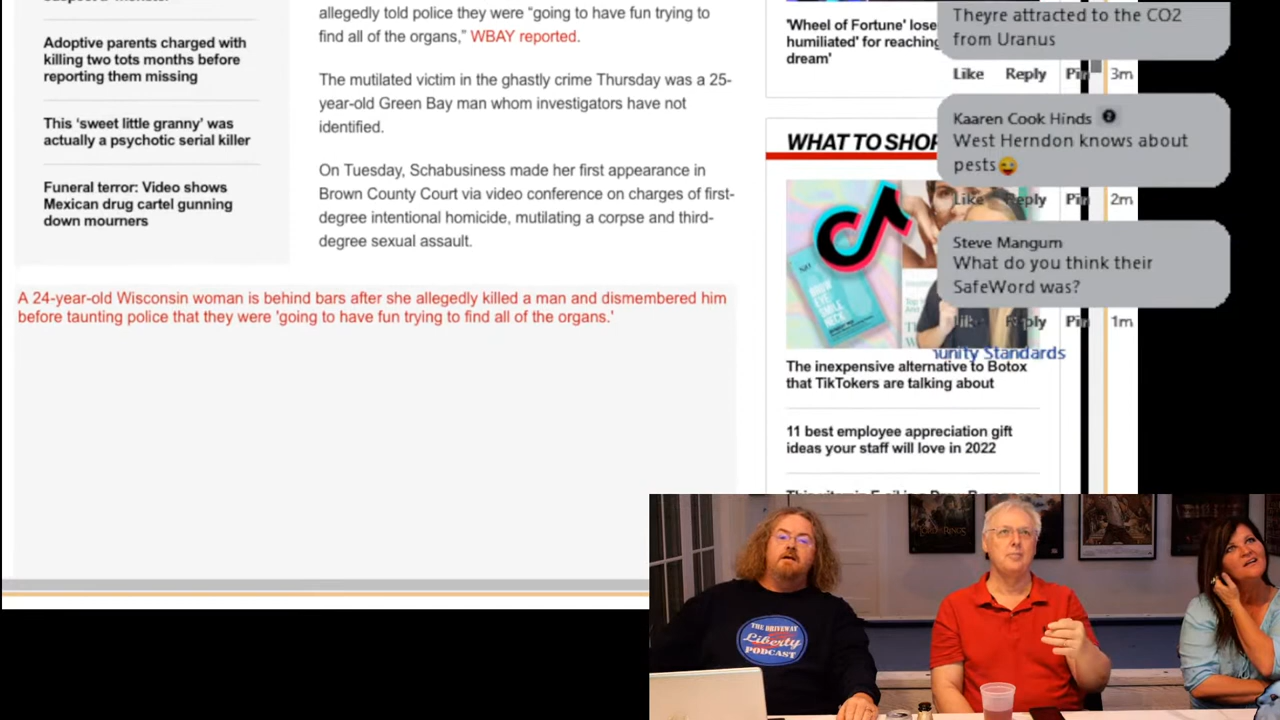 suspect a 'monster'
Adoptive parents charged with
killing two tots months before
reporting them missing
This ‘sweet little granny’ was
actually a psychotic serial killer
Funeral terror: Video shows
Mexican drug cartel gunning
down mourners
allegedly told police they were “going to have fun trying to
find all of the organs,” WBAY reported.
The mutilated victim in the ghastly crime Thursday was a 25-
year-old Green Bay man whom investigators have not
identified.
On Tuesday, Schabusiness made her first appearance in
Brown County Court via video conference on charges of first-
degree intentional homicide, mutilating a corpse and third-
degree sexual assault.
A 24-year-old Wisconsin woman is behind bars after she allegedly killed a man and dismembered him
before taunting police that they were 'going to have fun trying to find all of the organs.'
'Wheel of Fortune' lose
humiliated' for reaching
dream'
WHAT TO SHOP
The inexpensive alternative to Botox
that TikTokers are talking about
11 best employee appreciation gift
ideas your staff will love in 2022
Theyre attracted to the CO2
from Uranus
Like Reply Pin 3m
Kaaren Cook Hinds
West Herndon knows about
pests😝
Like Reply Pin 2m
Steve Mangum
What do you think their
SafeWord was?
Like Reply Pin 1m
unity Standards
THE DRIVEWAY
Liberty
PODCAST